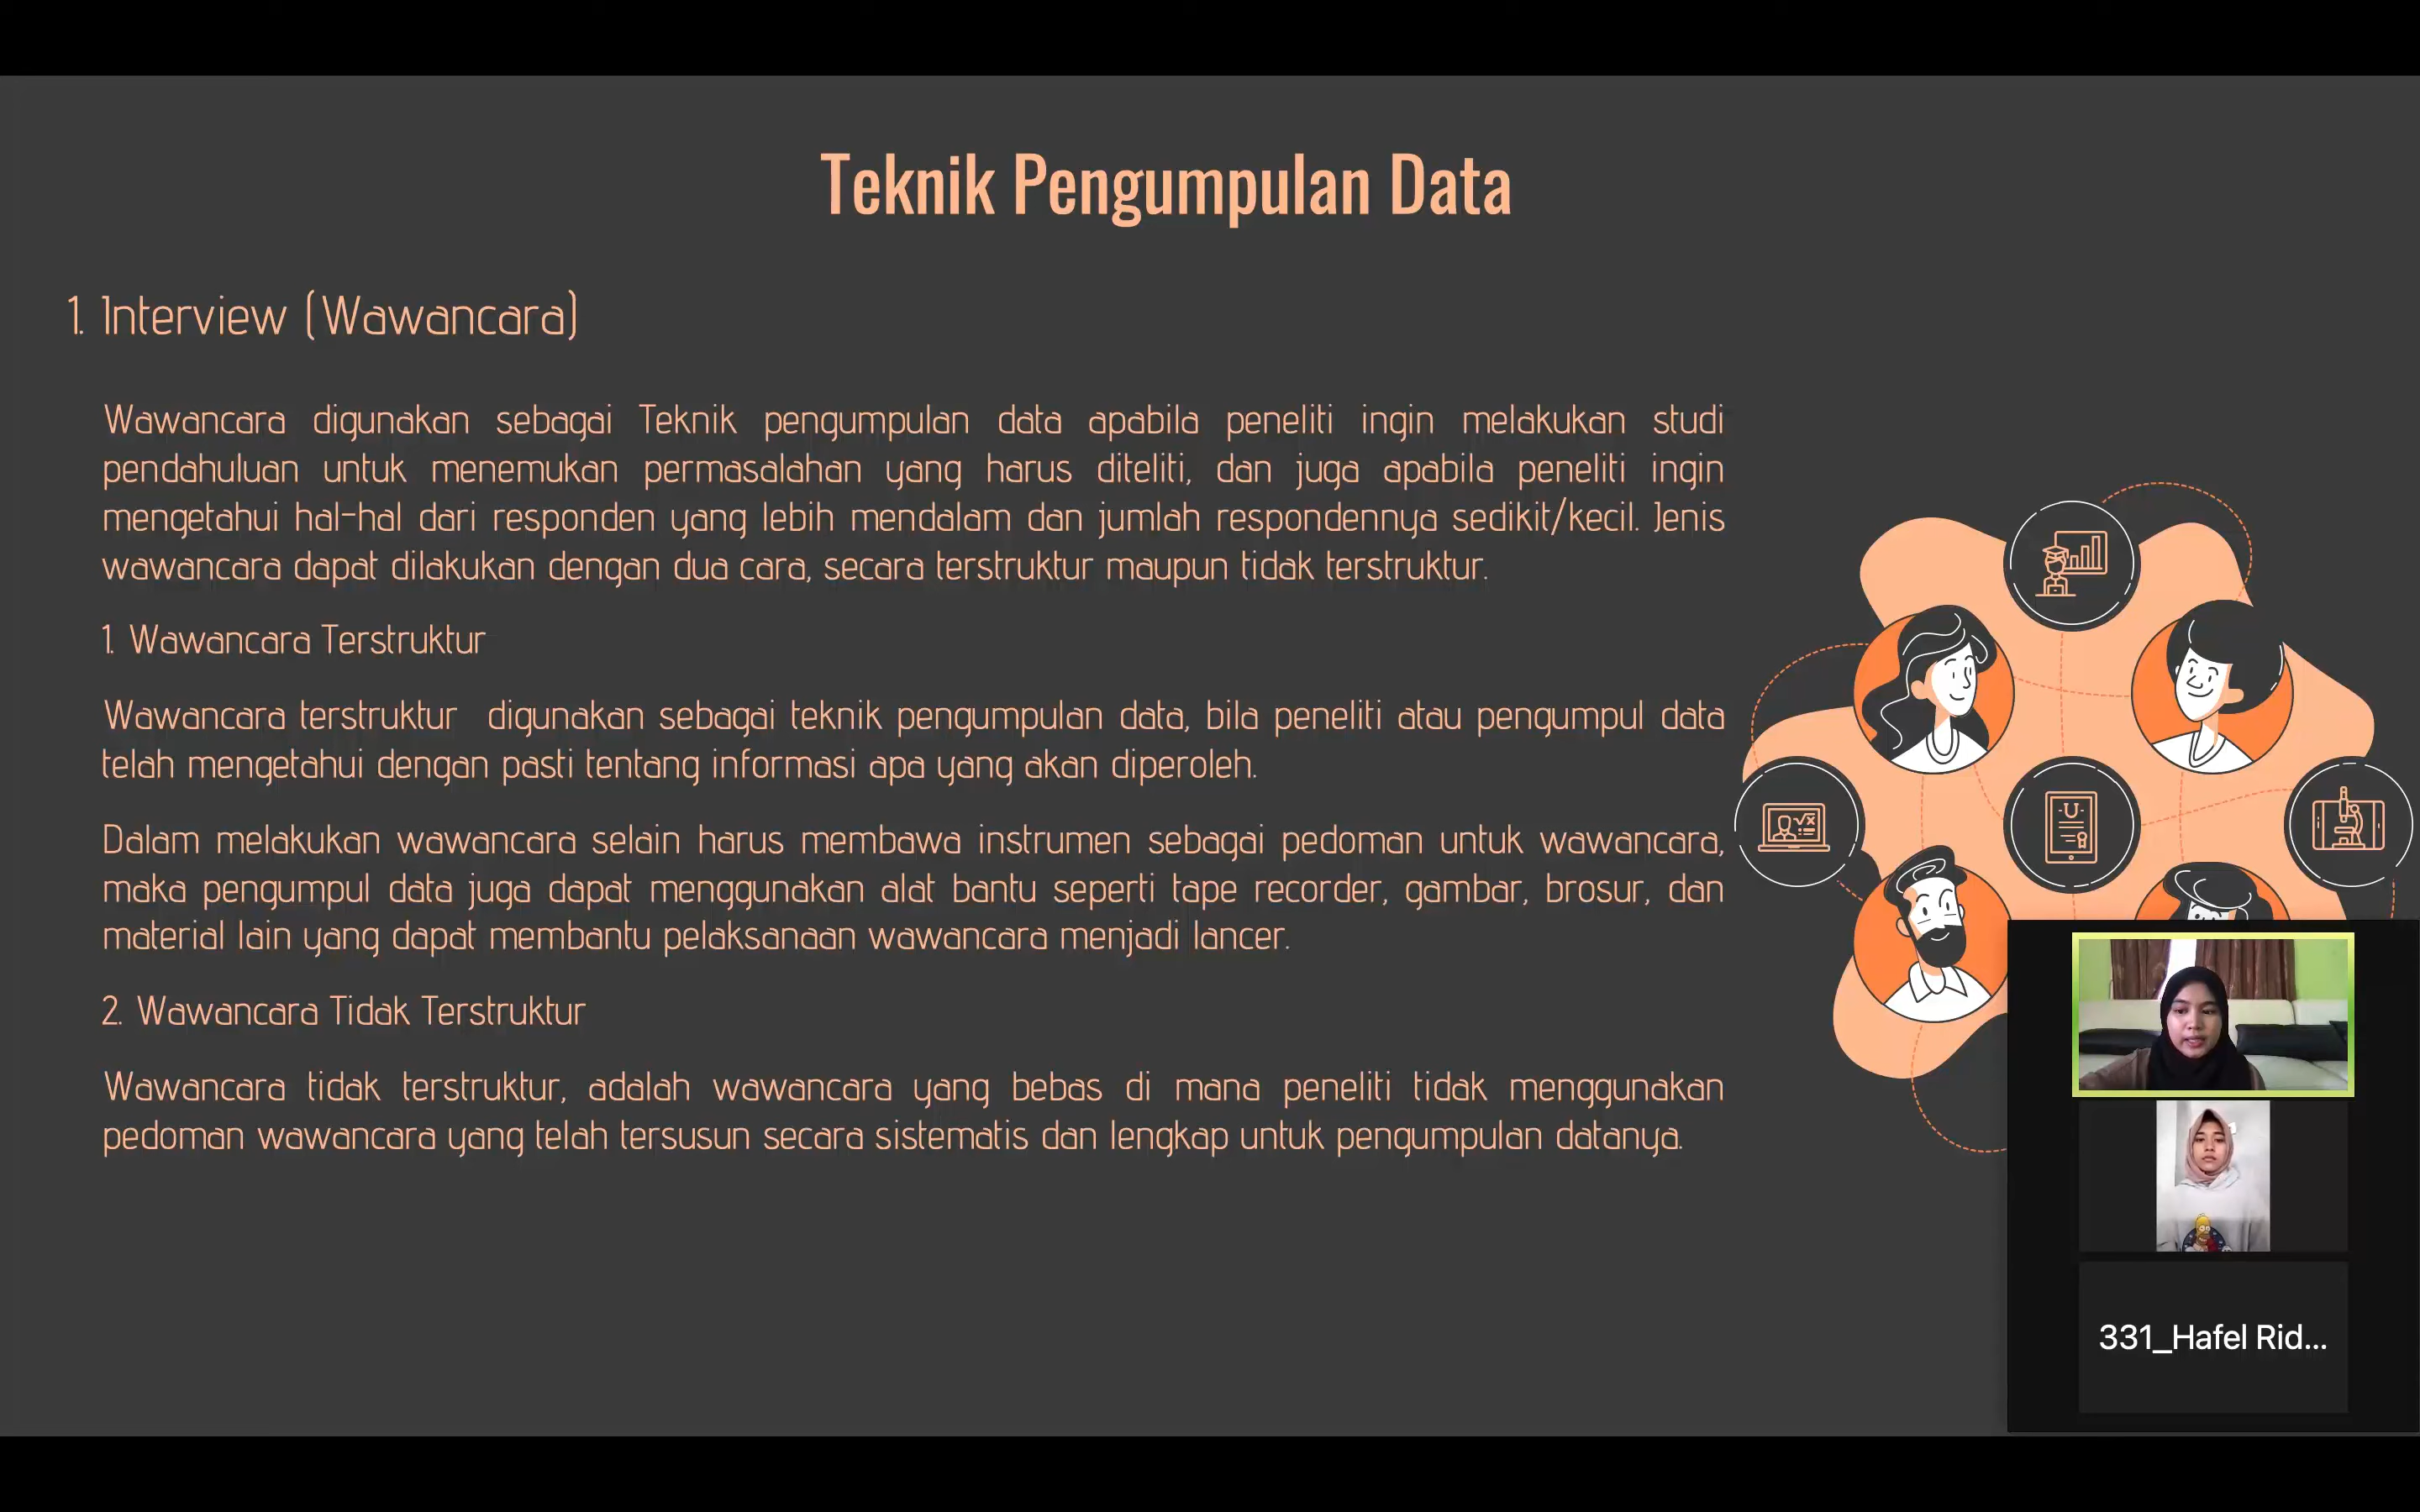 Teknik Pengumpulan Data
1. Interview (Wawancara)
Wawancara digunakan sebagai Teknik pengumpulan data apabila peneliti ingin melakukan studi
pendahuluan untuk menemukan permasalahan yang harus diteliti, dan juga apabila peneliti ingin
mengetahui hal-hal dari responden yang lebih mendalam dan jumlah respondennya sedikit/kecil. Jenis
wawancara dapat dilakukan dengan dua cara, secara terstruktur maupun tidak terstruktur.
1. Wawancara Terstruktur
Wawancara terstruktur digunakan sebagai teknik pengumpulan data, bila peneliti atau pengumpul data
telah mengetahui dengan pasti tentang informasi apa yang akan diperoleh.
Dalam melakukan wawancara selain harus membawa instrumen sebagai pedoman untuk wawancara,
maka pengumpul data juga dapat menggunakan alat bantu seperti tape recorder, gambar, brosur, dan
material lain yang dapat membantu pelaksanaan wawancara menjadi lancer.
2. Wawancara Tidak Terstruktur
Wawancara tidak terstruktur, adalah wawancara yang bebas di mana peneliti tidak menggunakan
pedoman wawancara yang telah tersusun secara sistematis dan lengkap untuk pengumpulan datanya.
331_Hafel Rid...